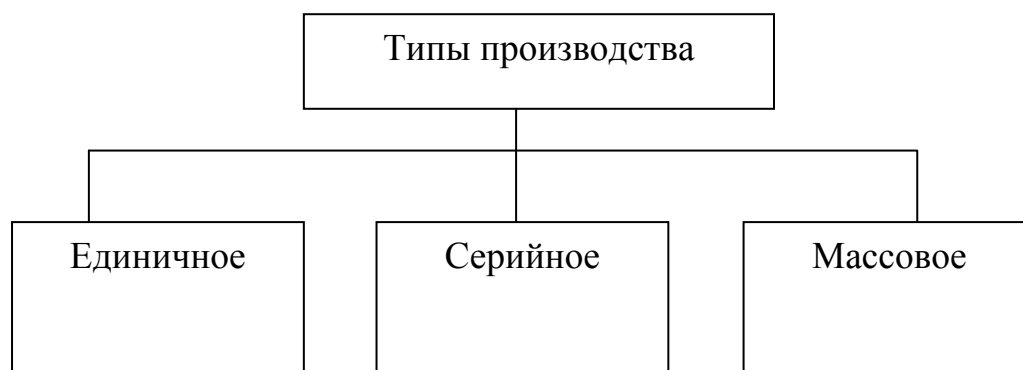 Типы производства
Единичное
Серийное
Массовое